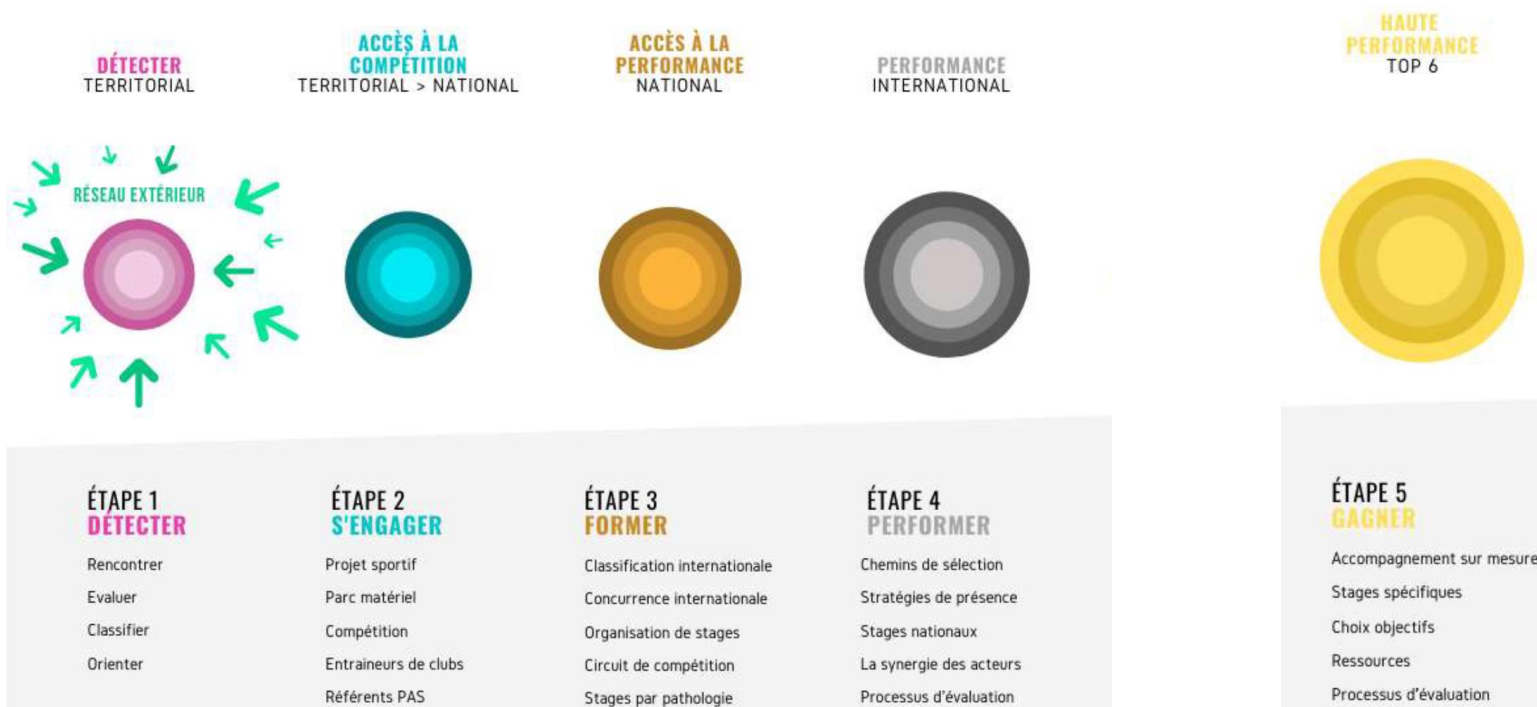 DÉTECTER
TERRITORIAL
ACCÈS À LA
COMPÉTITION
TERRITORIAL > NATIONAL
ACCÈS À LA
PERFORMANCE
NATIONAL
PERFORMANCE
INTERNATIONAL
HAUTE
PERFORMANCE
TOP 6
RÉSEAU EXTÉRIEUR
ÉTAPE 1
DÉTECTER
Rencontrer
Evaluer
Classifier
Orienter
ÉTAPE 2
S'ENGAGER
Projet sportif
Parc matériel
Compétition
Entraineurs de clubs
Référents PAS
ÉTAPE 3
FORMER
Classification internationale
Concurrence internationale
Organisation de stages
Circuit de compétition
Stages par pathologie
ÉTAPE 4
PERFORMER
Chemins de sélection
Stratégies de présence
Stages nationaux
La synergie des acteurs
Processus d'évaluation
ÉTAPE 5
GAGNER
Accompagnement sur mesure
Stages spécifiques
Choix objectifs
Ressources
Processus d'évaluation